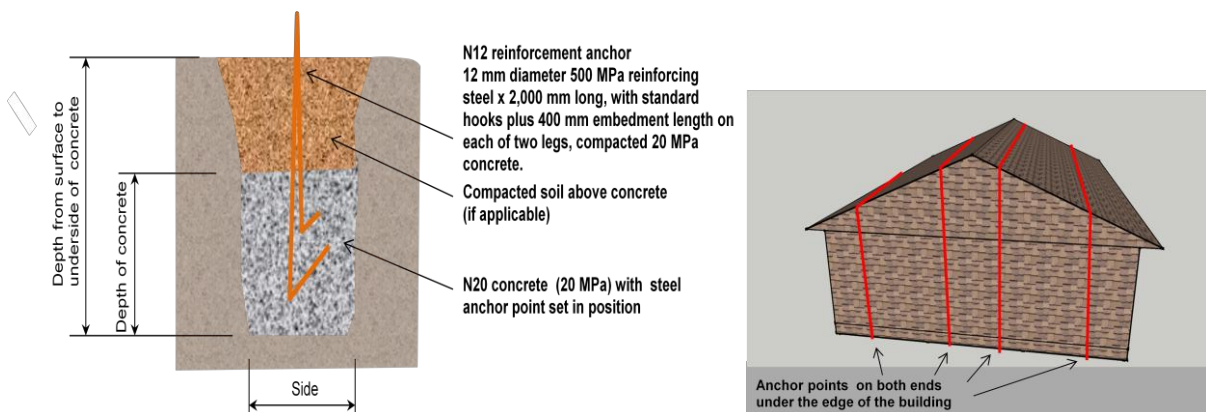 Depth from surface to
underside of concrete
Depth of concrete
Side
N12 reinforcement anchor
12 mm diameter 500 MPa reinforcing
steel x 2,000 mm long, with standard
hooks plus 400 mm embedment length on
each of two legs, compacted 20 MPa
concrete.
Compacted soil above concrete
(if applicable)
N20 concrete (20 MPa) with steel
anchor point set in position
Anchor points on both ends
under the edge of the building